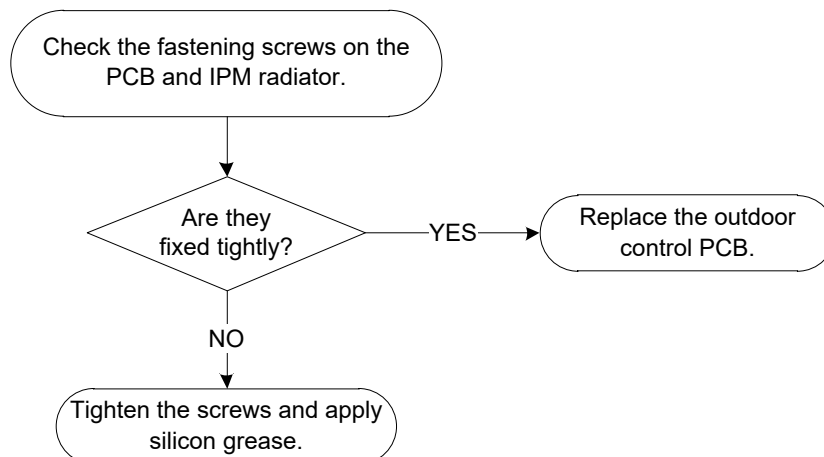 Check the fastening screws on the
PCB and IPM radiator.
Are they
fixed tightly?
YES
Replace the outdoor
control PCB.
NO
Tighten the screws and apply
silicon grease.